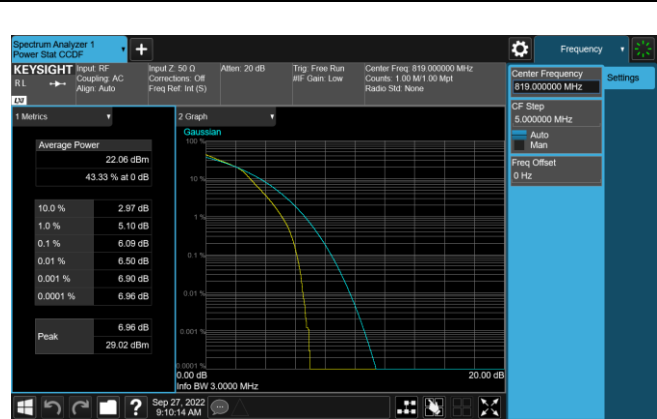 Spectrum Analyzer 1
Power Stat CCDF
Frequency
KEYSIGHT
RL
LXI
Input: RF
Coupling: AC
Align: Auto
Input Z: 50 Ω
Corrections: Off
Freq Ref: Int (S)
Atten: 20 dB
Trig: Free Run
#IF Gain: Low
Center Freq: 819.000000 MHz
Counts: 1.00 M/1.00 Mpt
Radio Std: None
Center Frequency
819.000000 MHz
Settings
CF Step
5.000000 MHz
Auto
Man
Freq Offset
0 Hz
1 Metrics
Average Power
22.06 dBm
43.33 % at 0 dB
10.0 % 2.97 dB
1.0 % 5.10 dB
0.1 % 6.09 dB
0.01 % 6.50 dB
0.001 % 6.90 dB
0.0001 % 6.96 dB
Peak
6.96 dB
29.02 dBm
2 Graph
Gaussian
100 %
10 %
1 %
0.1 %
0.01 %
0.001 %
0.0001 %
0.00 dB
20.00 dB
Info BW 3.0000 MHz
?
Sep 27, 2022
9:10:14 AM